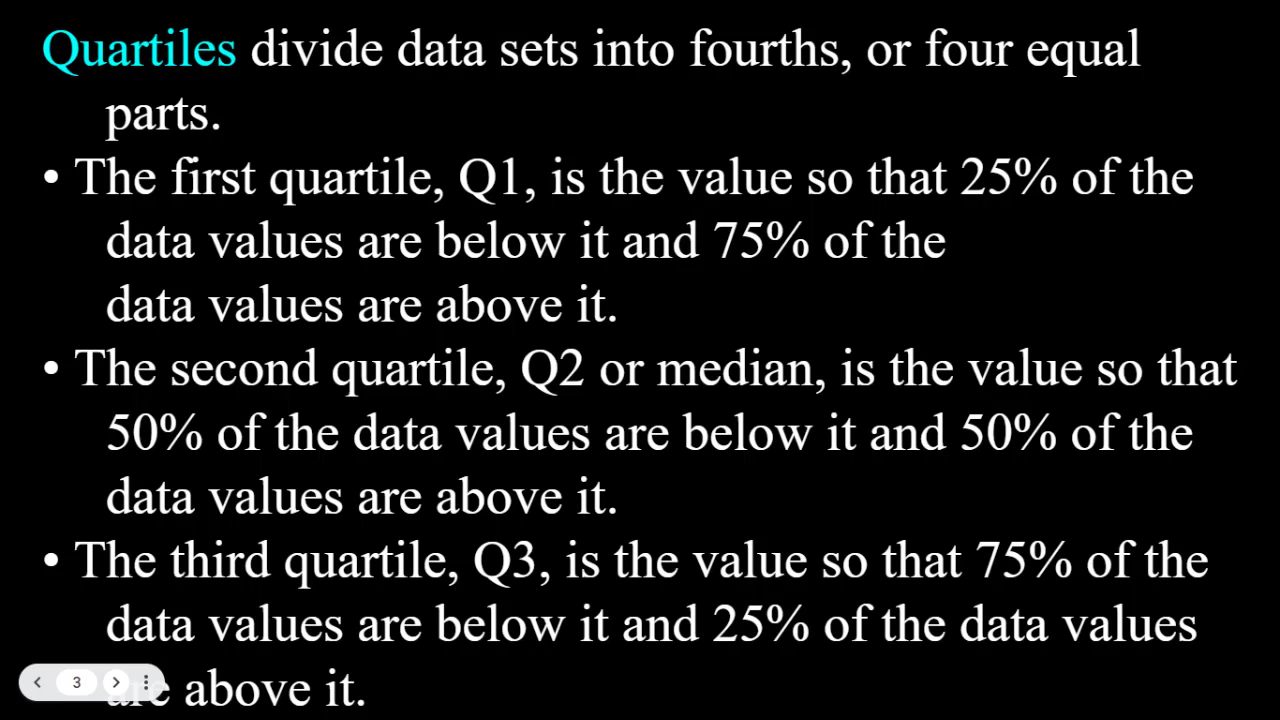 Quartiles divide data sets into fourths, or four equal
parts.
• The first quartile, Q1, is the value so that 25% of the
data values are below it and 75% of the
data values are above it.
• The second quartile, Q2 or median, is the value so that
50% of the data values are below it and 50% of the
data values are above it.
• The third quartile, Q3, is the value so that 75% of the
data values are below it and 25% of the data values
are above it.
3